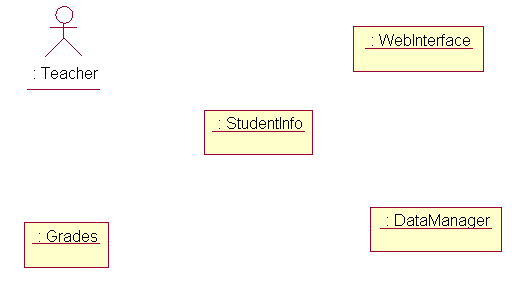 : Teacher
: WebInterface
: StudentInfo
: Grades
: DataManager